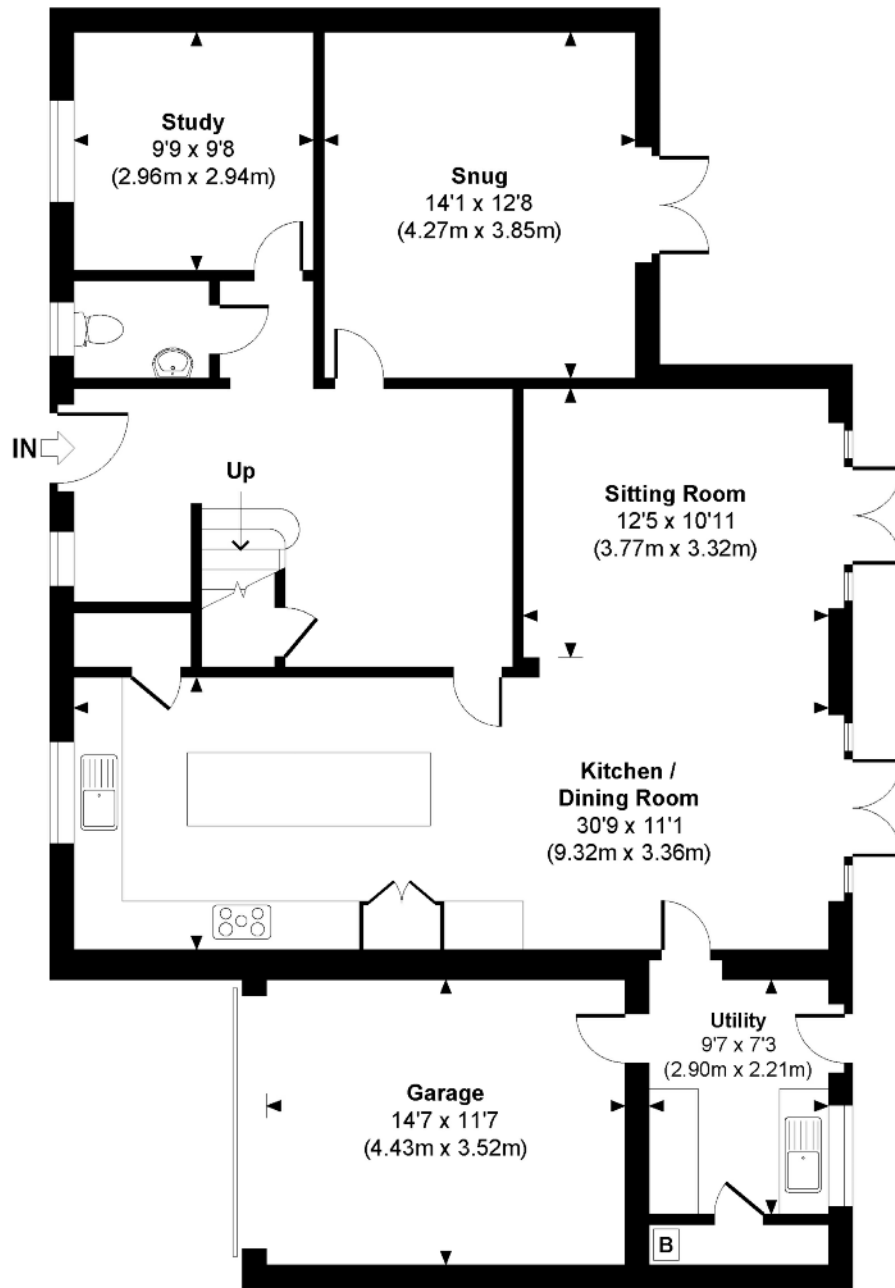 Study
9'9 x 9'8
(2.96m x 2.94m)
Snug
14'1 x 12'8
(4.27m x 3.85m)
IN
Up
Sitting Room
12'5 x 10'11
(3.77m x 3.32m)
Kitchen /
Dining Room
30'9 x 11'1
(9.32m x 3.36m)
Utility
9'7 x 7'3
(2.90m x 2.21m)
Garage
14'7 x 11'7
(4.43m x 3.52m)
B